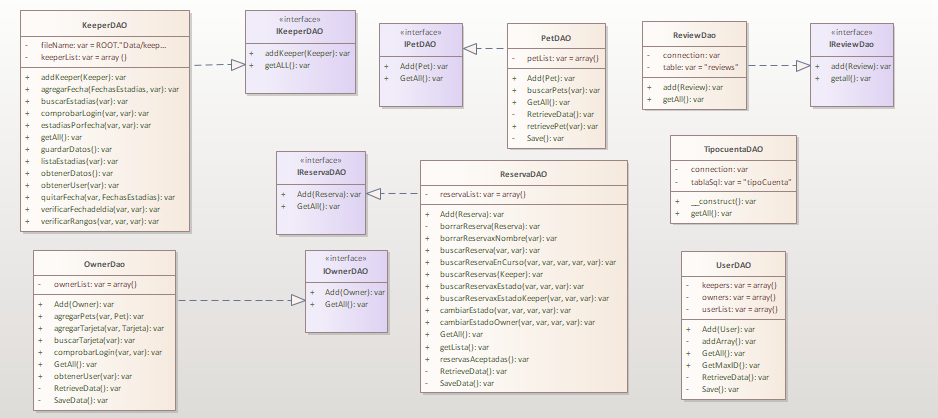 KeeperDAO
- fileName: var = ROOT."Data/keep...
- keeperList: var = array ()
+ addKeeper(Keeper): var
+ agregarFecha(FechasEstadias, var): var
+ buscarEstadias(var): var
+ comprobarLogin(var, var): var
+ estadiasPorfecha(var, var): var
+ getAll(): var
+ guardarDatos(): var
+ listaEstadias(var): var
+ obtenerDatos(): var
+ obtenerUser(var): var
+ quitarFecha(var, FechasEstadias): var
+ verificarFechadeldia(var, var): var
+ verificarRangos(var, var, var): var
«interface»
IKeeperDAO
+ addKeeper(Keeper): var
+ getALL(): var
«interface»
IPetDAO
+ Add(Pet): var
+ GetAll(): var
PetDAO
- petList: var = array()
+ Add(Pet): var
+ buscarPets(var): var
+ GetAll(): var
- RetrieveData(): var
+ retrievePet(var): var
- Save(): var
ReviewDao
- connection: var
- table: var = "reviews"
+ add(Review): var
+ getAll(): var
«interface»
IReviewDao
+ add(Review): var
+ getall(): var
«interface»
IReservaDAO
+ Add(Reserva): var
+ GetAll(): var
ReservaDAO
- reservaList: var = array()
+ Add(Reserva): var
- borrarReserva(Reserva): var
+ borrarReservaxNombre(var): var
+ buscarReserva(var, var): var
+ buscarReservaEnCurso(var, var, var, var, var): var
+ buscarReservas(Keeper): var
+ buscarReservaxEstado(var, var, var): var
+ buscarReservaxEstadoKeeper(var, var, var): var
+ cambiarEstado(var, var, var, var): var
+ cambiarEstadoOwner(var, var, var, var): var
+ GetAll(): var
+ getLista(): var
+ reservasAceptadas(): var
- RetrieveData(): var
- SaveData(): var
TipocuentaDAO
- connection: var
- tablaSql: var = "tipoCuenta"
+ __construct(): var
+ getAll(): var
OwnerDao
- ownerList: var = array()
+ Add(Owner): var
+ agregarPets(var, Pet): var
+ agregarTarjeta(var, Tarjeta): var
+ buscarTarjeta(var): var
+ comprobarLogin(var, var): var
+ GetAll(): var
+ obtenerUser(var): var
- RetrieveData(): var
- SaveData(): var
«interface»
IOwnerDAO
+ Add(Owner): var
+ GetAll(): var
UserDAO
- keepers: var = array()
- owners: var = array()
- userList: var = array()
+ Add(User): var
- addArray(): var
+ GetAll(): var
+ GetMaxID(): var
- RetrieveData(): var
- Save(): var